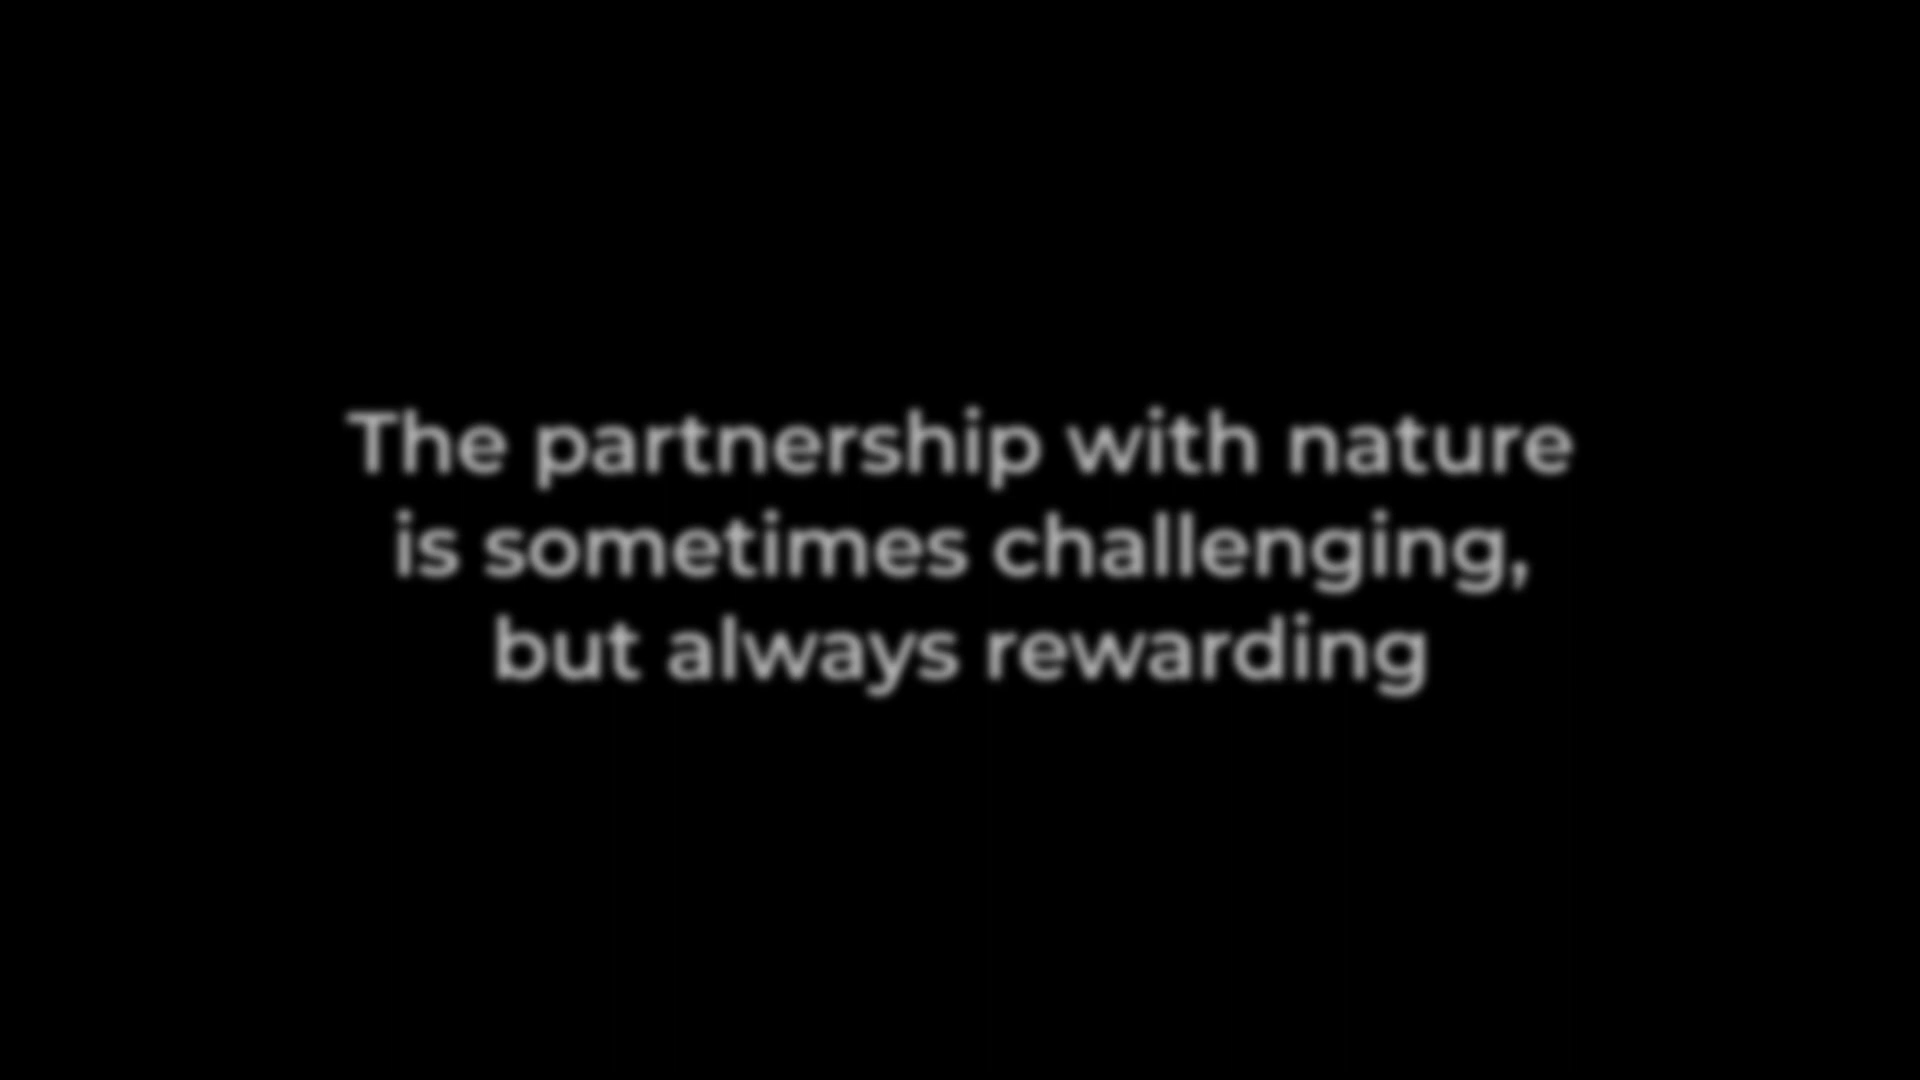 The partnership with nature
is sometimes challenging,
but always rewarding